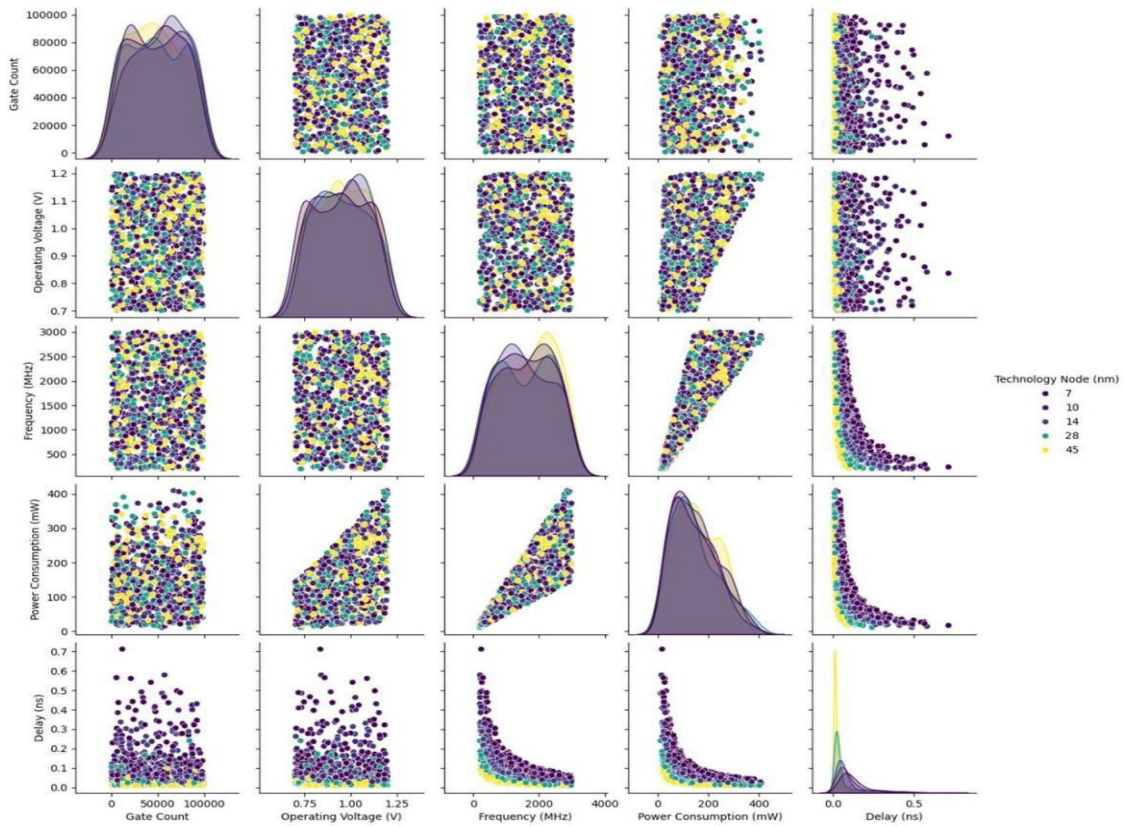 Gate Count
100000
80000
60000
40000
20000
0
Operating Voltage (V)
1.2
1.1
1.0
0.9
0.8
0.7
Frequency (MHz)
3000
2500
2000
1500
1000
500
Technology Node (nm)
7
10
14
28
45
Power Consumption (mW)
400
300
200
100
0
Delay (ns)
0.7
0.6
0.5
0.4
0.3
0.2
0.1
0.0
0 50000 100000
0.75 1.00 1.25
0 2000 4000
0 200 400
0.0 0.5
Gate Count
Operating Voltage (V)
Frequency (MHz)
Power Consumption (mW)
Delay (ns)